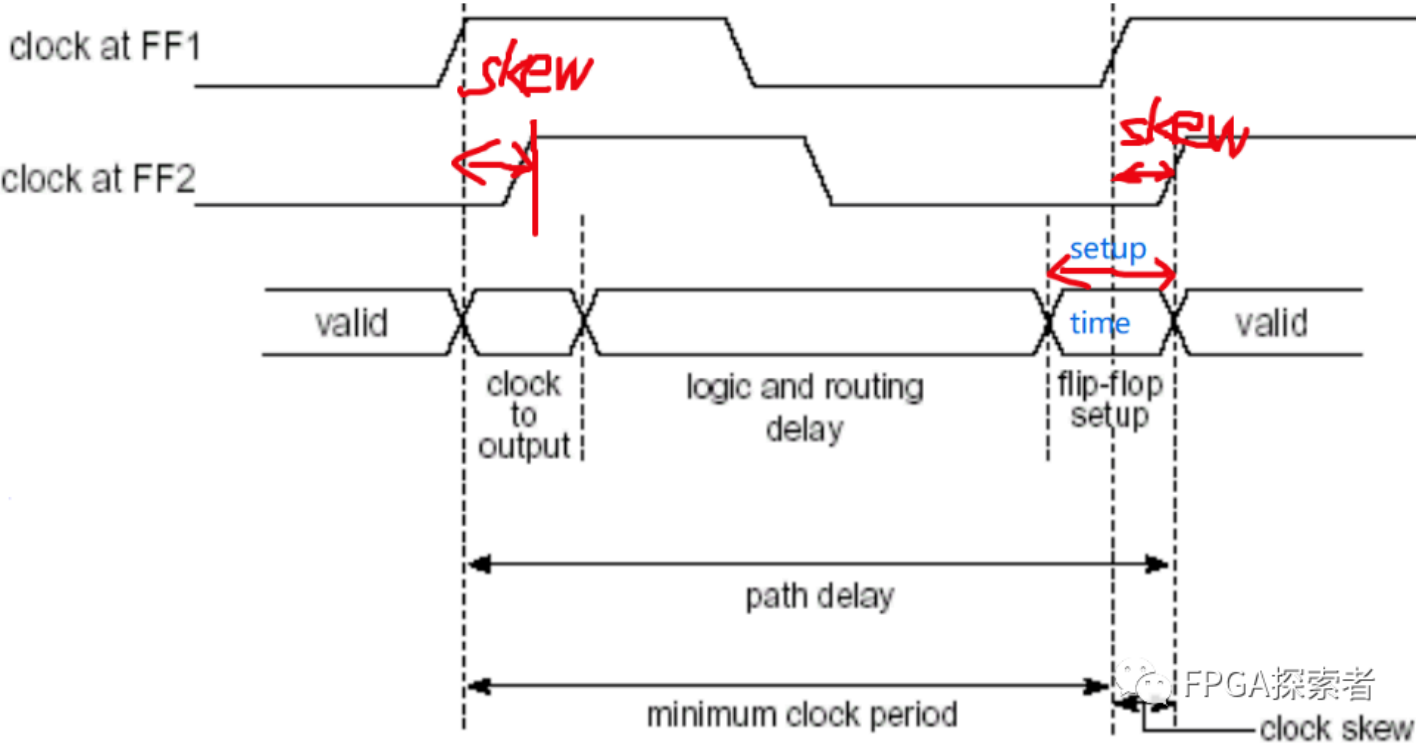 clock at FF1
skew
skew
clock at FF2
setup
valid
time
valid
clock
to
output
logic and routing
delay
flip-flop
setup
path delay
FPGA探索者
minimum clock period
clock skew